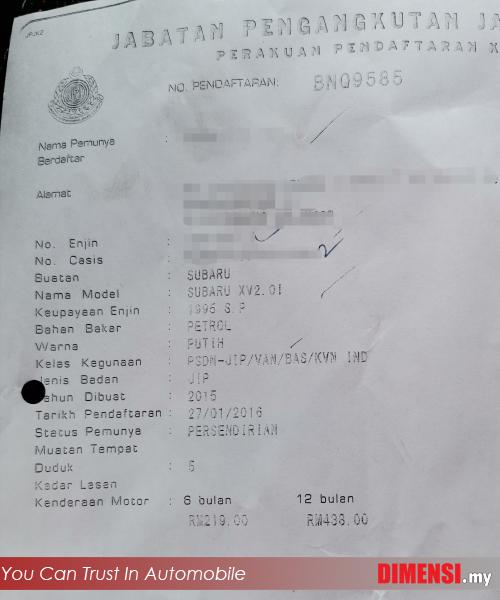 JPJK2
JABATAN PENGANGKUTAN JA
PERAKUAN PENDAFTARAN K
NO. PENDAFTARAN: BNQ9585
Nama Pemunya :
Berdaftar
Alamat :
No. Enjin :
No. Casis :
Buatan : SUBARU
Nama Model : SUBARU XV2.0I
Keupayaan Enjin : 1995 S.P
Bahan Bakar : PETROL
Warna : PUTIH
Kelas Kegunaan : PSDN-JIP/VAN/BAS/KVN IND
Jenis Badan : JIP
Tahun Dibuat : 2015
Tarikh Pendaftaran : 27/01/2016
Status Pemunya : PERSENDIRIAN
Muatan Tempat
Duduk : 5
Kadar Lesen
Kenderaan Motor : 6 bulan 12 bulan
RM219.00 RM438.00
You Can Trust In Automobile
DIMENSI.my